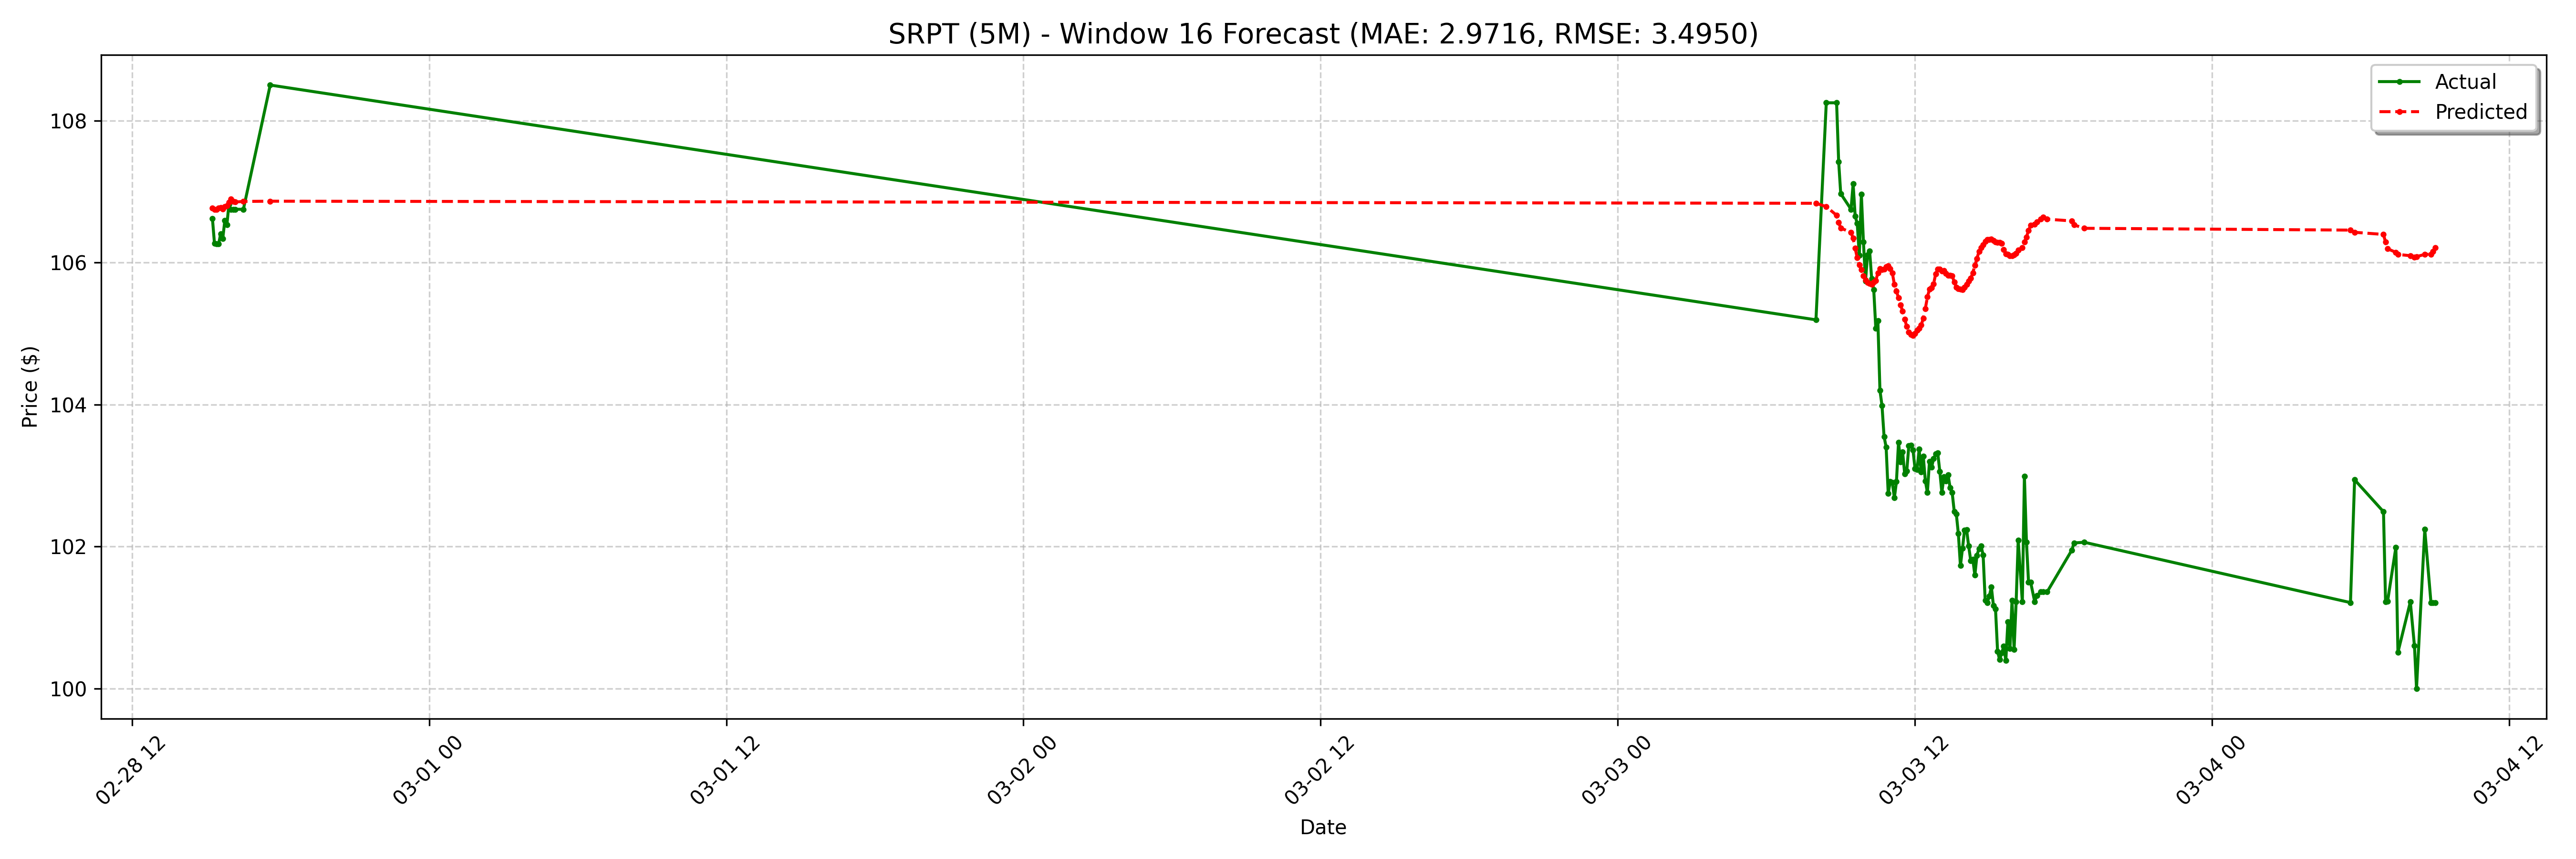 SRPT (5M) - Window 16 Forecast (MAE: 2.9716, RMSE: 3.4950)
Actual
Predicted
Price ($)
108
106
104
102
100
02-28 12
03-01 00
03-01 12
03-02 00
03-02 12
03-03 00
03-03 12
03-04 00
03-04 12
Date